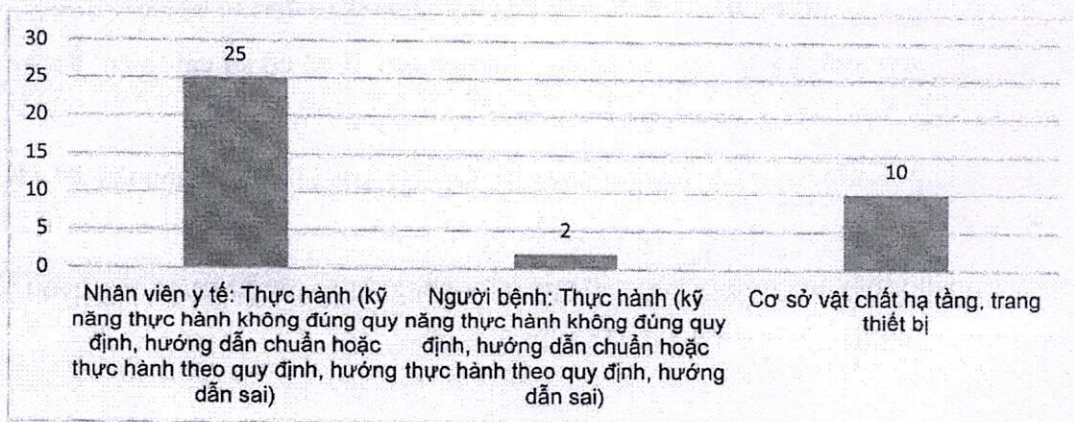 30
25
20
15
10
5
0
25
2
10
Nhân viên y tế: Thực hành (kỹ
năng thực hành không đúng quy
định, hướng dẫn chuẩn hoặc
thực hành theo quy định, hướng
dẫn sai)
Người bệnh: Thực hành (kỹ
năng thực hành không đúng quy
định, hướng dẫn chuẩn hoặc
thực hành theo quy định, hướng
dẫn sai)
Cơ sở vật chất hạ tầng, trang
thiết bị